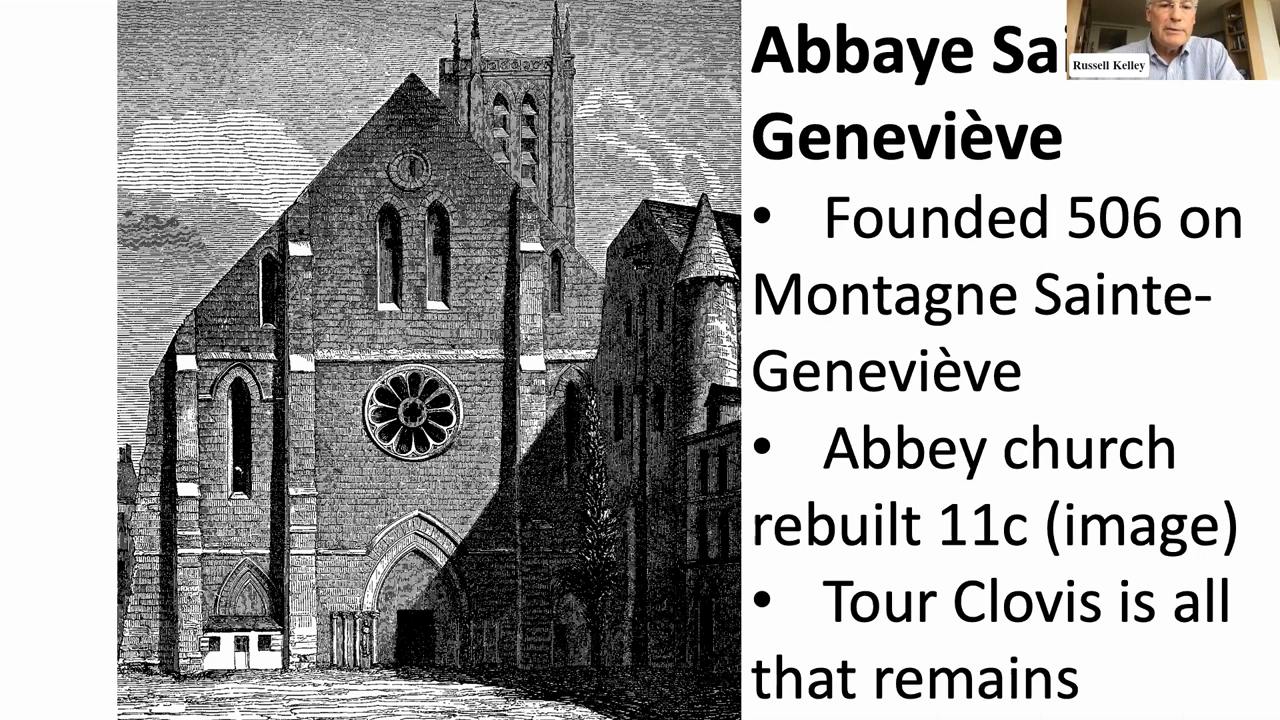 Abbaye Sai
Russell Kelley
Geneviève
• Founded 506 on
Montagne Sainte-
Geneviève
• Abbey church
rebuilt 11c (image)
• Tour Clovis is all
that remains